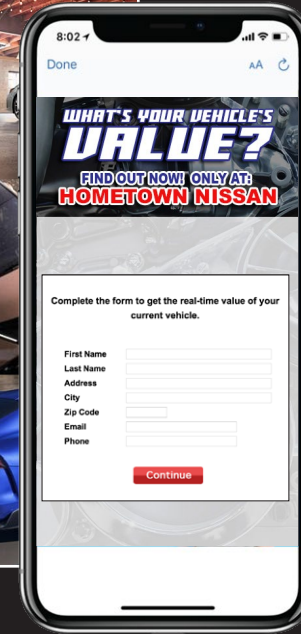 8:02
Done
AA
WHAT'S YOUR VEHICLE'S
VALUE?
FIND OUT NOW! ONLY AT:
HOMETOWN NISSAN
Complete the form to get the real-time value of your
current vehicle.
First Name
Last Name
Address
City
Zip Code
Email
Phone
Continue